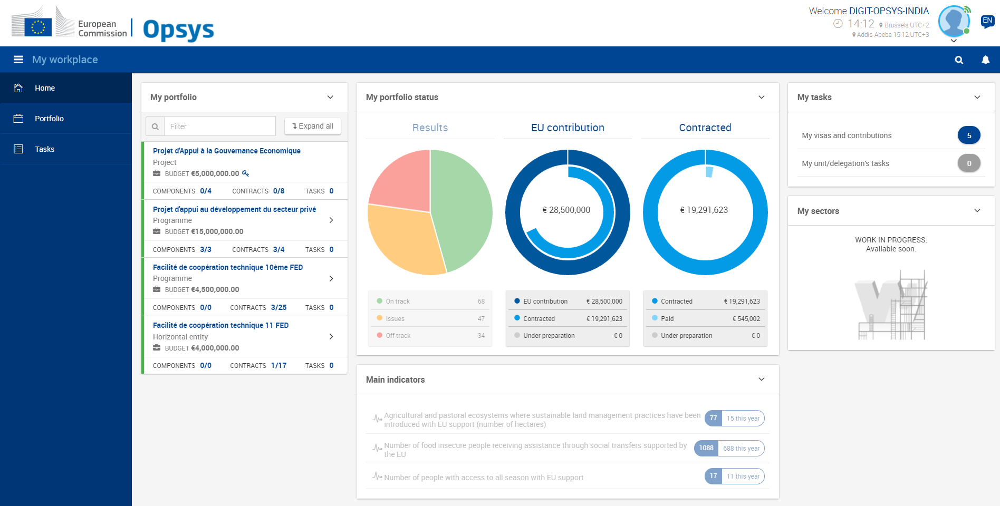 European
Commission
Opsys
Welcome DIGIT-OPSYS-INDIA
14:12 Brussels UTC+2
Addis-Abeba 15:12 UTC+3
EN
My workplace
Home
Portfolio
Tasks
My portfolio
Filter
Expand all
Projet d'Appui à la Gouvernance Economique
Project
BUDGET €5,000,000.00
COMPONENTS 0/4 CONTRACTS 0/8 TASKS 0
Projet d'appui au développement du secteur privé
Programme
BUDGET €15,000,000.00
COMPONENTS 3/3 CONTRACTS 3/4 TASKS 0
Facilité de coopération technique 10ème FED
Programme
BUDGET €4,500,000.00
COMPONENTS 0/0 CONTRACTS 3/25 TASKS 0
Facilité de coopération technique 11 FED
Horizontal entity
BUDGET €4,000,000.00
COMPONENTS 0/0 CONTRACTS 1/17 TASKS 0
My portfolio status
Results
On track 68
Issues 47
Off track 34
EU contribution
€ 28,500,000
EU contribution € 28,500,000
Contracted € 19,291,623
Under preparation € 0
Contracted
€ 19,291,623
Contracted € 19,291,623
Paid € 545,002
Under preparation € 0
Main indicators
Agricultural and pastoral ecosystems where sustainable land management practices have been
introduced with EU support (number of hectares)
77 15 this year
Number of food insecure people receiving assistance through social transfers supported by
the EU
1088 688 this year
Number of people with access to all season with EU support
17 11 this year
My tasks
My visas and contributions 5
My unit/delegation's tasks 0
My sectors
WORK IN PROGRESS.
Available soon.